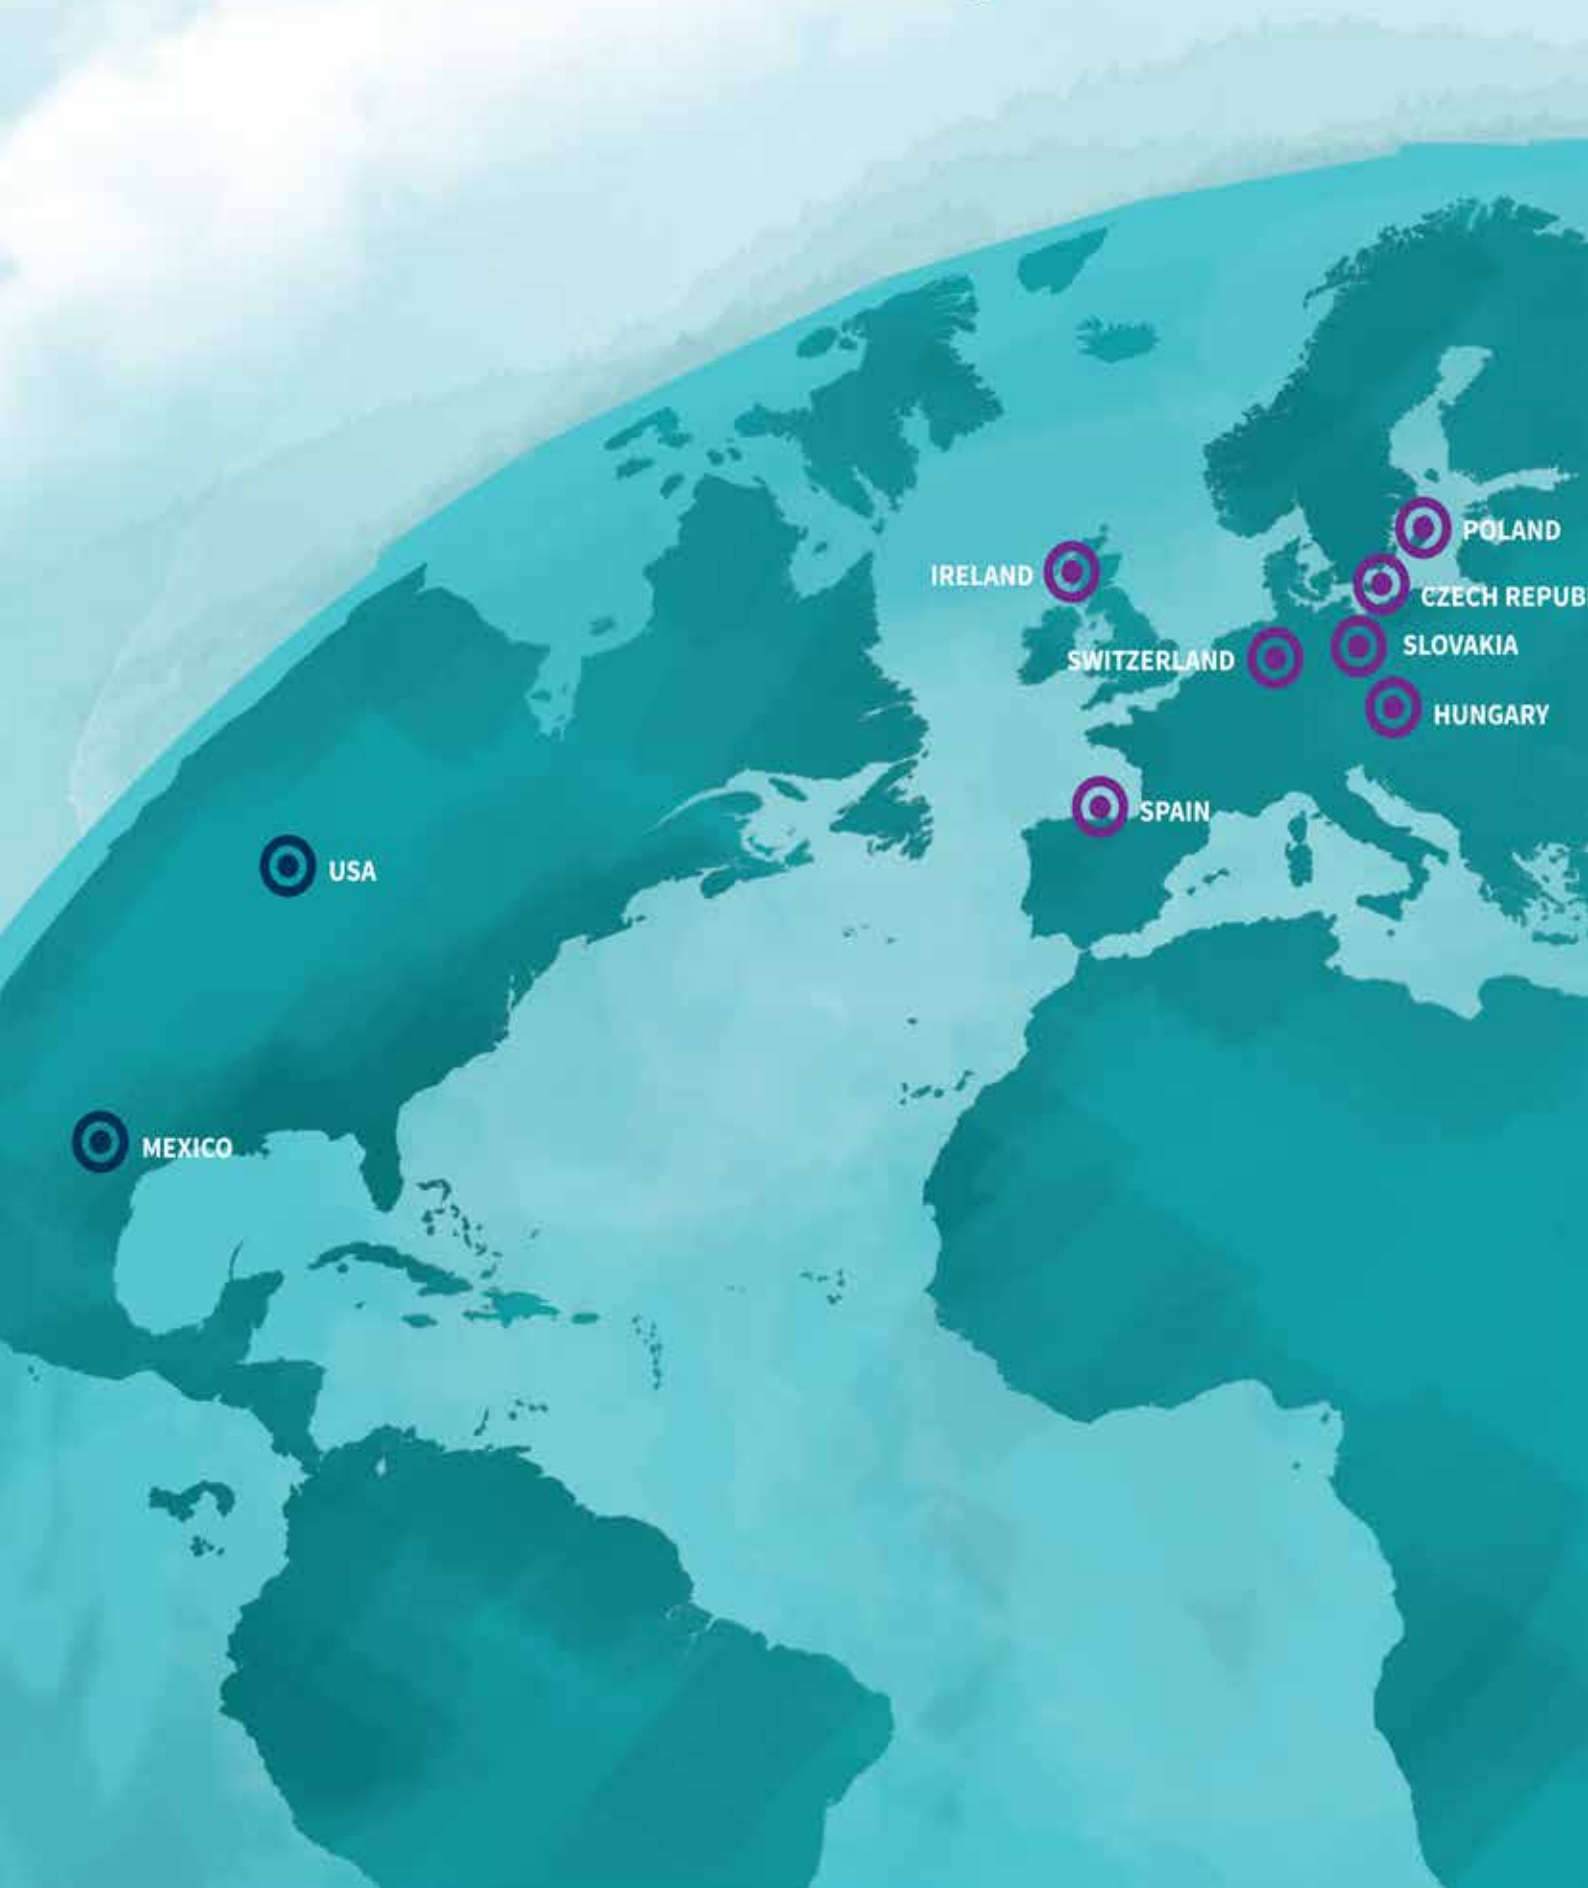 POLAND
IRELAND
CZECH REPUB
SLOVAKIA
SWITZERLAND
HUNGARY
SPAIN
USA
MEXICO